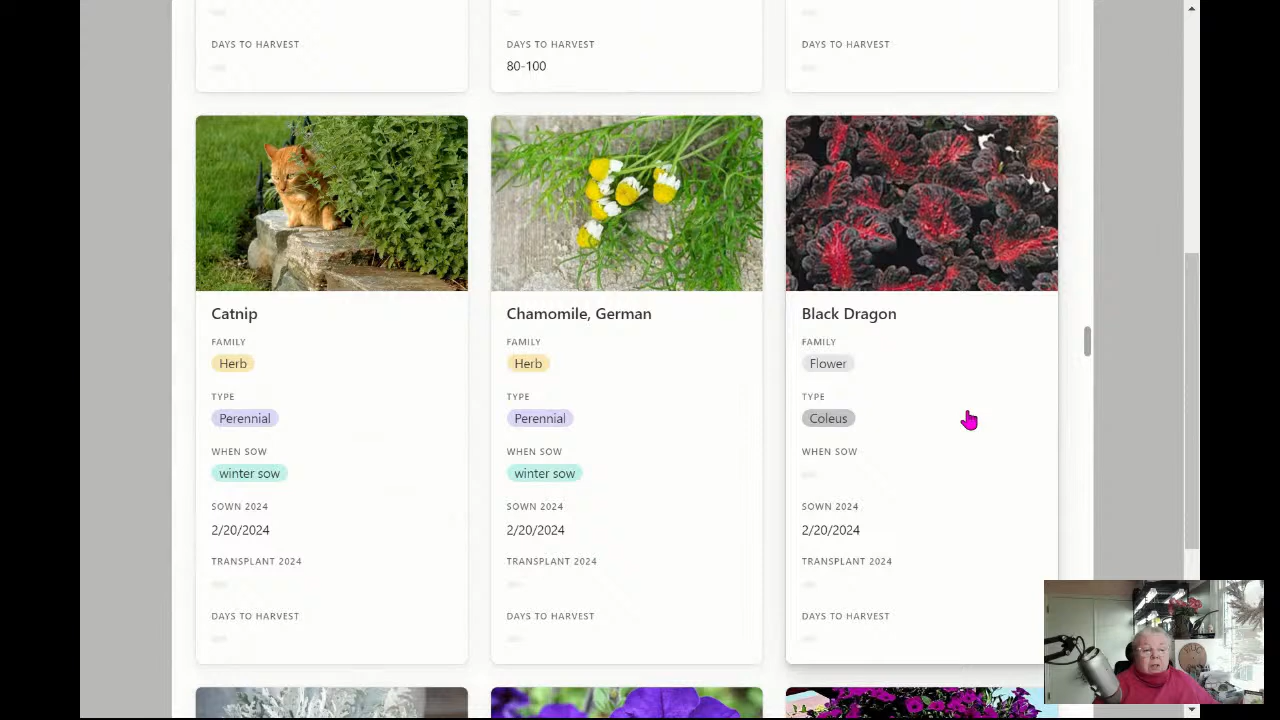 DAYS TO HARVEST
DAYS TO HARVEST
80-100
DAYS TO HARVEST
Catnip
FAMILY
Herb
TYPE
Perennial
WHEN SOW
winter sow
SOWN 2024
2/20/2024
TRANSPLANT 2024
DAYS TO HARVEST
Chamomile, German
FAMILY
Herb
TYPE
Perennial
WHEN SOW
winter sow
SOWN 2024
2/20/2024
TRANSPLANT 2024
DAYS TO HARVEST
Black Dragon
FAMILY
Flower
TYPE
Coleus
WHEN SOW
SOWN 2024
2/20/2024
TRANSPLANT 2024
DAYS TO HARVEST